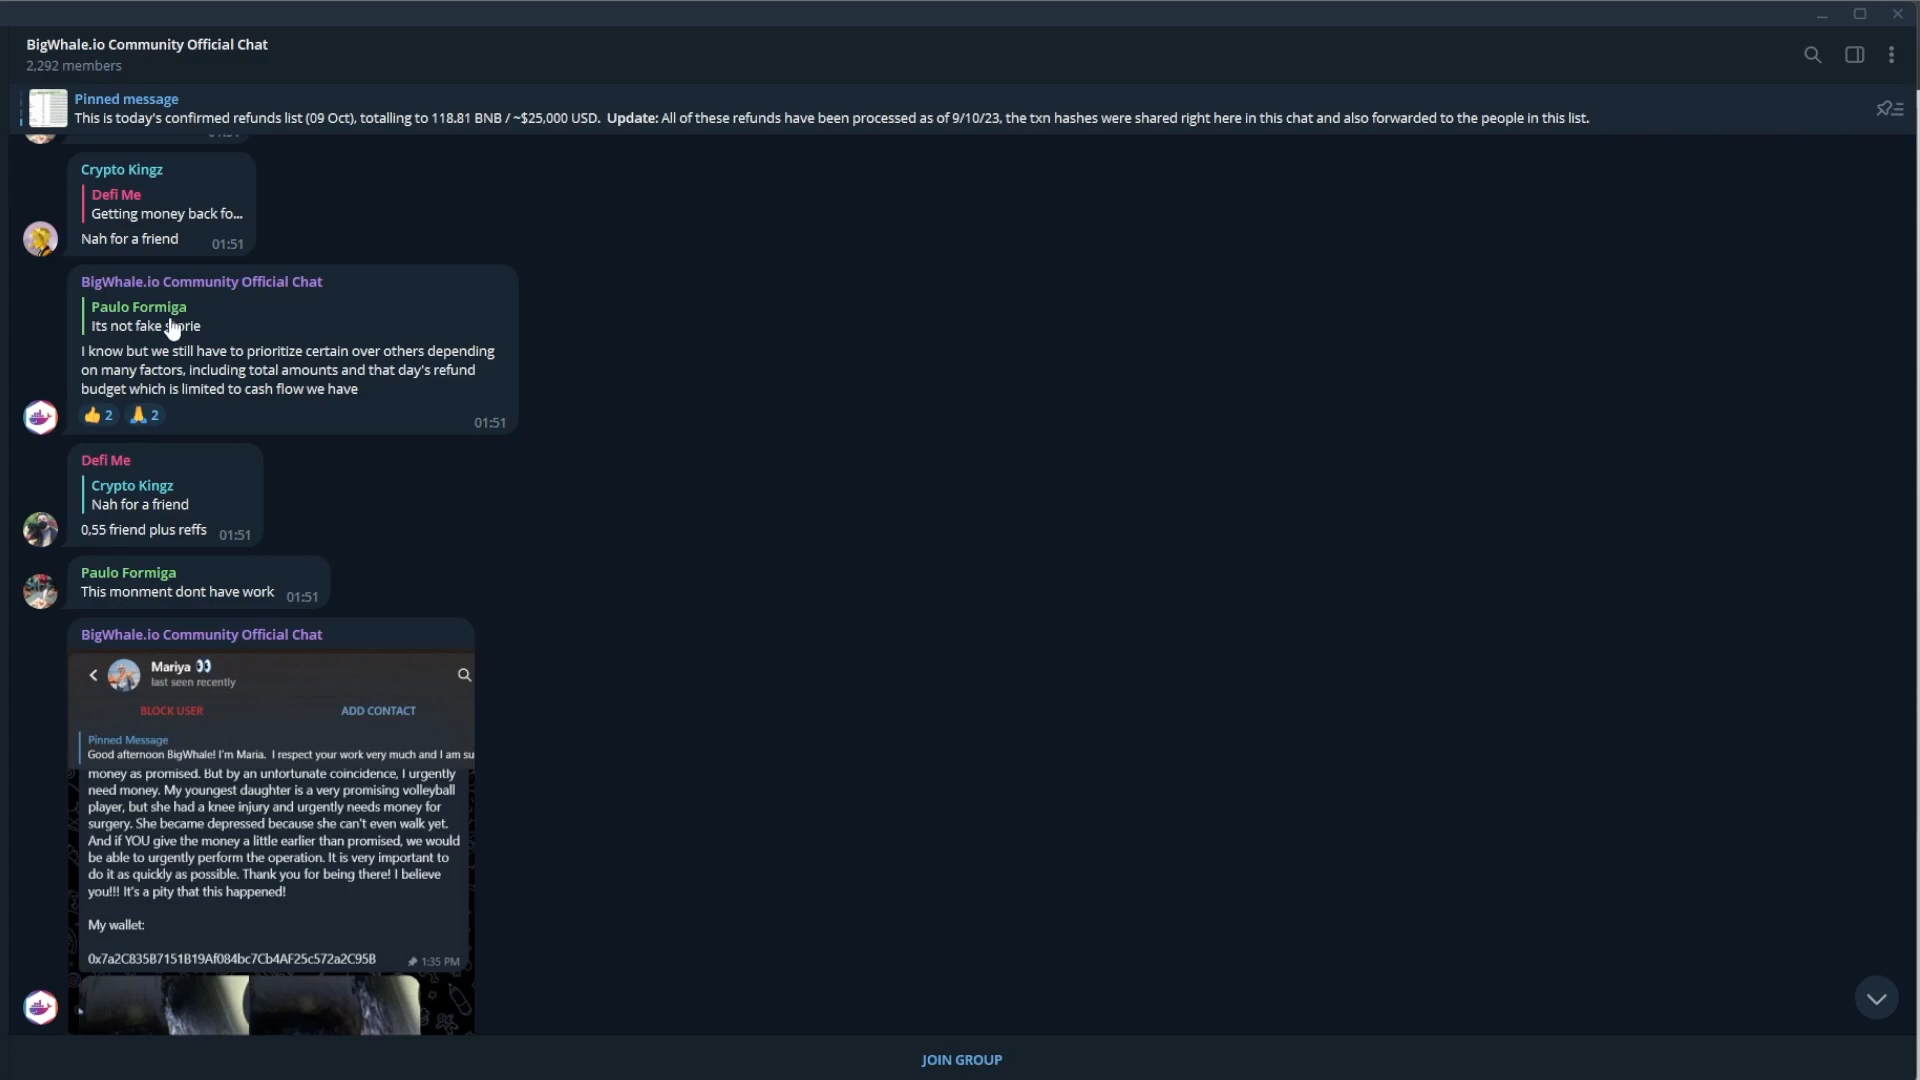 BigWhale.io Community Official Chat
2,292 members
Pinned message
This is today's confirmed refunds list (09 Oct), totalling to 118.81 BNB / ~$25,000 USD. Update: All of these refunds have been processed as of 9/10/23, the txn hashes were shared right here in this chat and also forwarded to the people in this list.
Crypto Kingz
Defi Me
Getting money back fo...
Nah for a friend 01:51
BigWhale.io Community Official Chat
Paulo Formiga
Its not fake
I know but we still have to prioritize certain over others depending
on many factors, including total amounts and that day's refund
budget which is limited to cash flow we have
👍 2 🙏 2
01:51
Defi Me
Crypto Kingz
Nah for a friend
0,55 friend plus reffs 01:51
Paulo Formiga
This monment dont have work 01:51
BigWhale.io Community Official Chat
Mariya 👀
last seen recently
BLOCK USER ADD CONTACT
Pinned Message
Good afternoon BigWhale! I'm Maria. I respect your work very much and I am su
money as promised. But by an unfortunate coincidence, I urgently
need money. My youngest daughter is a very promising volleyball
player, but she had a knee injury and urgently needs money for
surgery. She became depressed because she can't even walk yet.
And if YOU give the money a little earlier than promised, we would
be able to urgently perform the operation. It is very important to
do it as quickly as possible. Thank you for being there! I believe
you!!! It's a pity that this happened!
My wallet:
0x7a2C835B7151B19Af084bc7Cb4AF25c572a2C95B 1:35 PM
JOIN GROUP